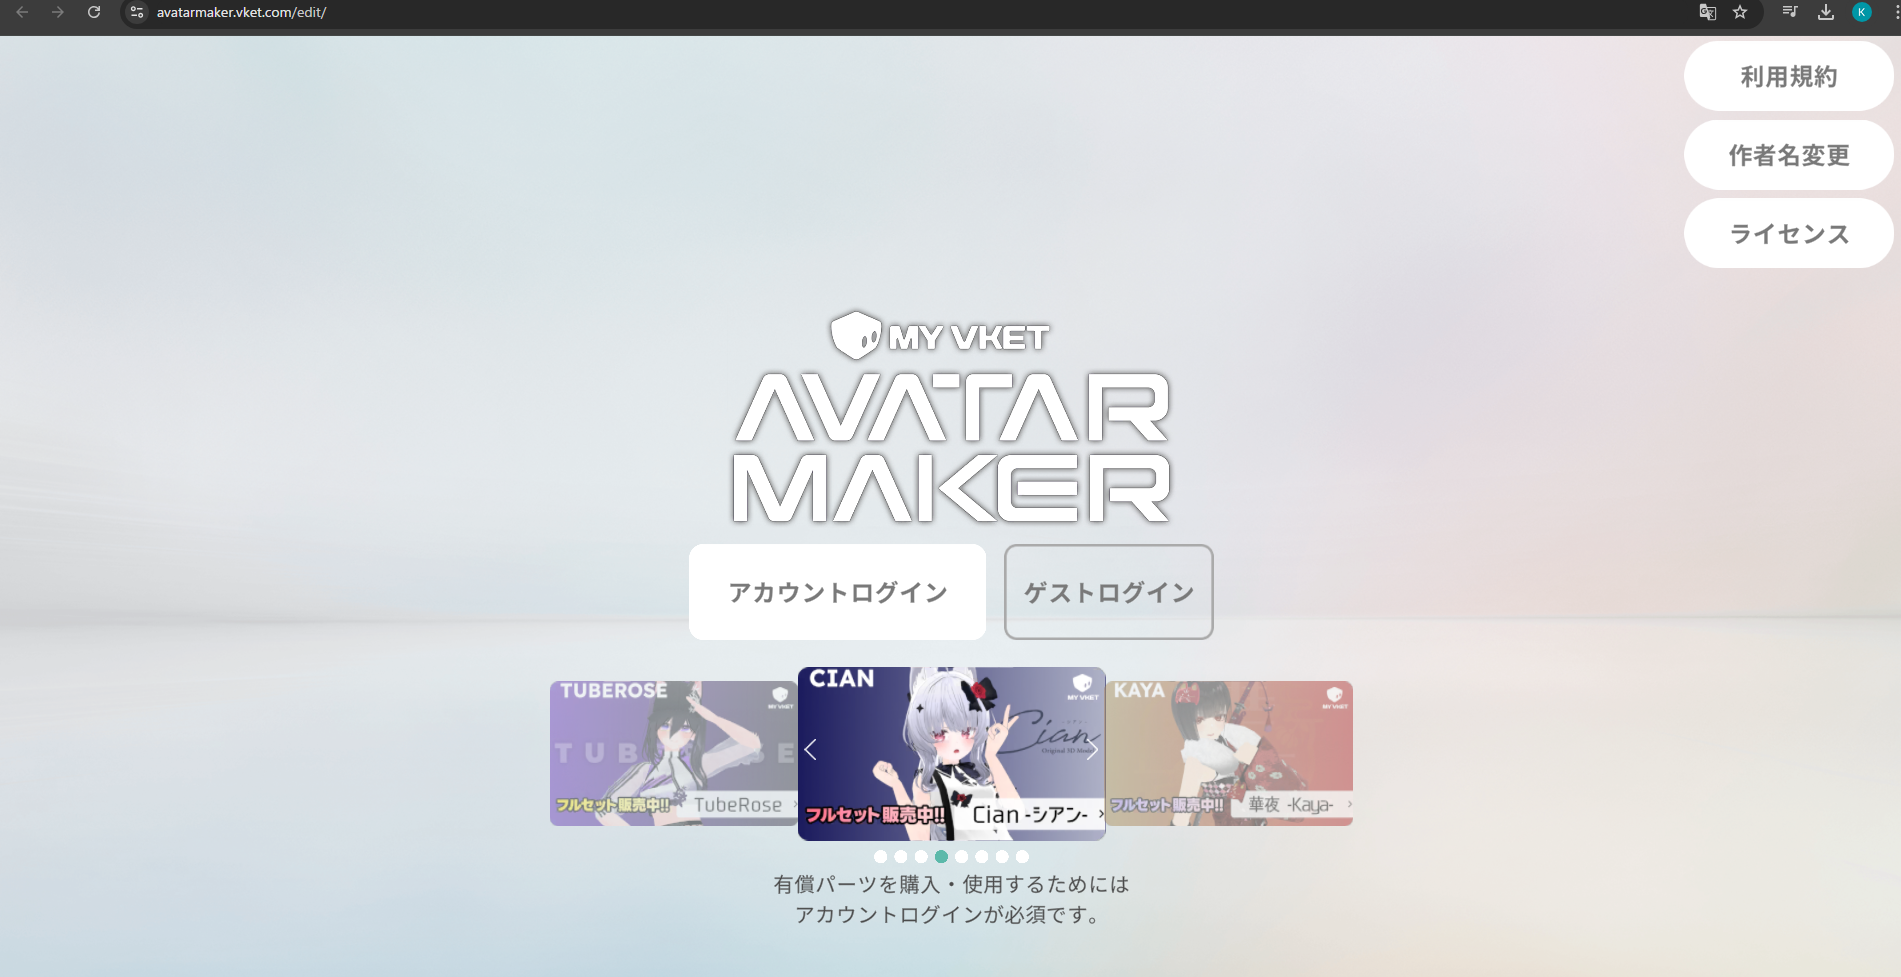 avatarmaker.vket.com/edit/
K
利用規約
作者名変更
ライセンス
MY VKET
AVATAR
MAKER
アカウントログイン
ゲストログイン
TUBEROSE
MY VKET
フルセット販売中!!
TubeRose
CIAN
MY VKET
Cian
Original 3D Model
フルセット販売中!!
Cian -シアン-
KAYA
MY VKET
フルセット販売中!!
華夜 -Kaya-
有償パーツを購入・使用するためには
アカウントログインが必須です。